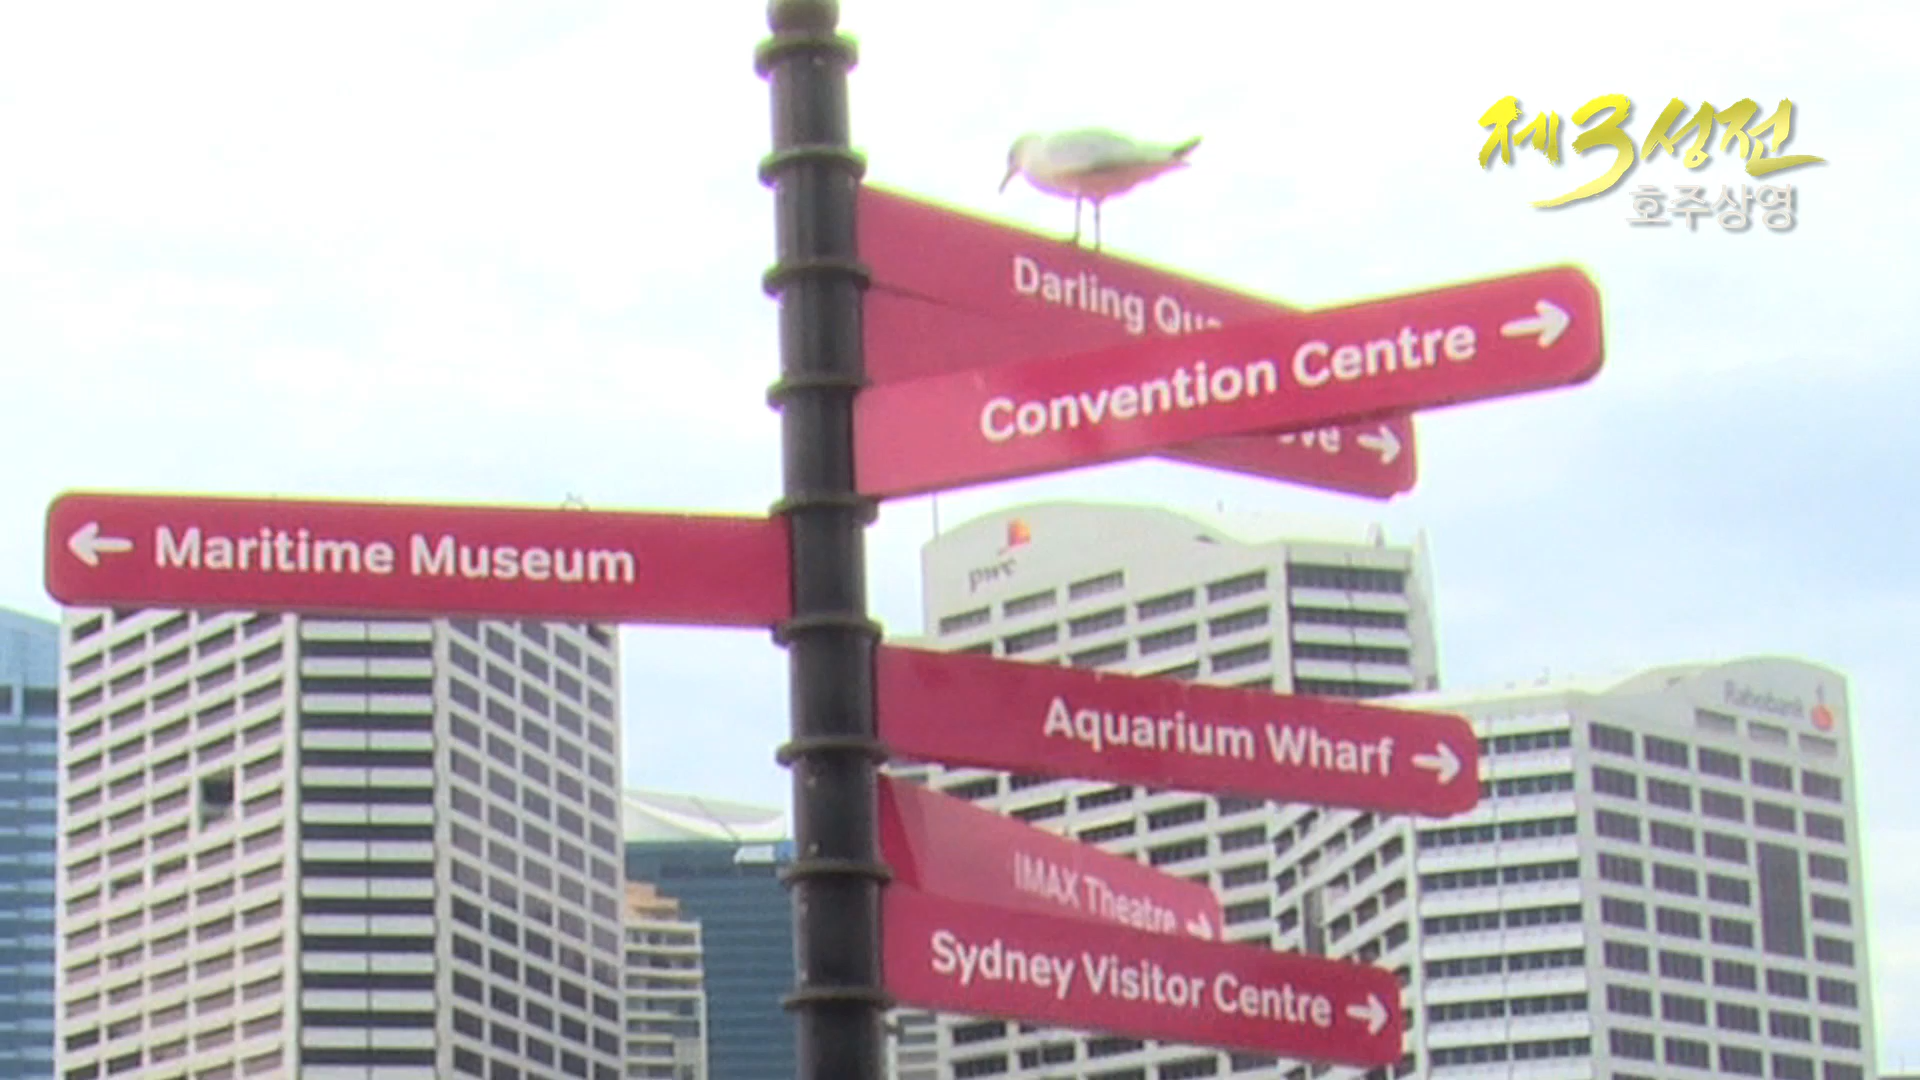 제3성전
호주상영
Darling
Convention Centre
Maritime Museum
pwc
Rabobank
Aquarium Wharf
IMAX Theatre
Sydney Visitor Centre